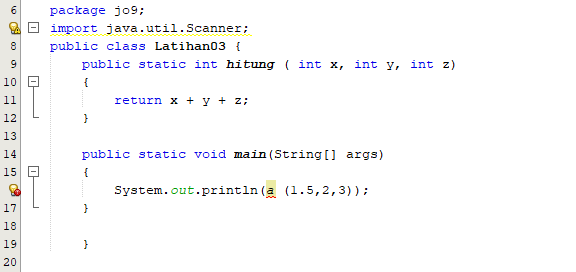 6 package jo9;
import java.util.Scanner;
8 public class Latihan03 {
9 public static int hitung ( int x, int y, int z)
10 {
11 return x + y + z;
12 }
13
14 public static void main(String[] args)
15 {
System.out.println(a (1.5,2,3));
17 }
18
19 }
20